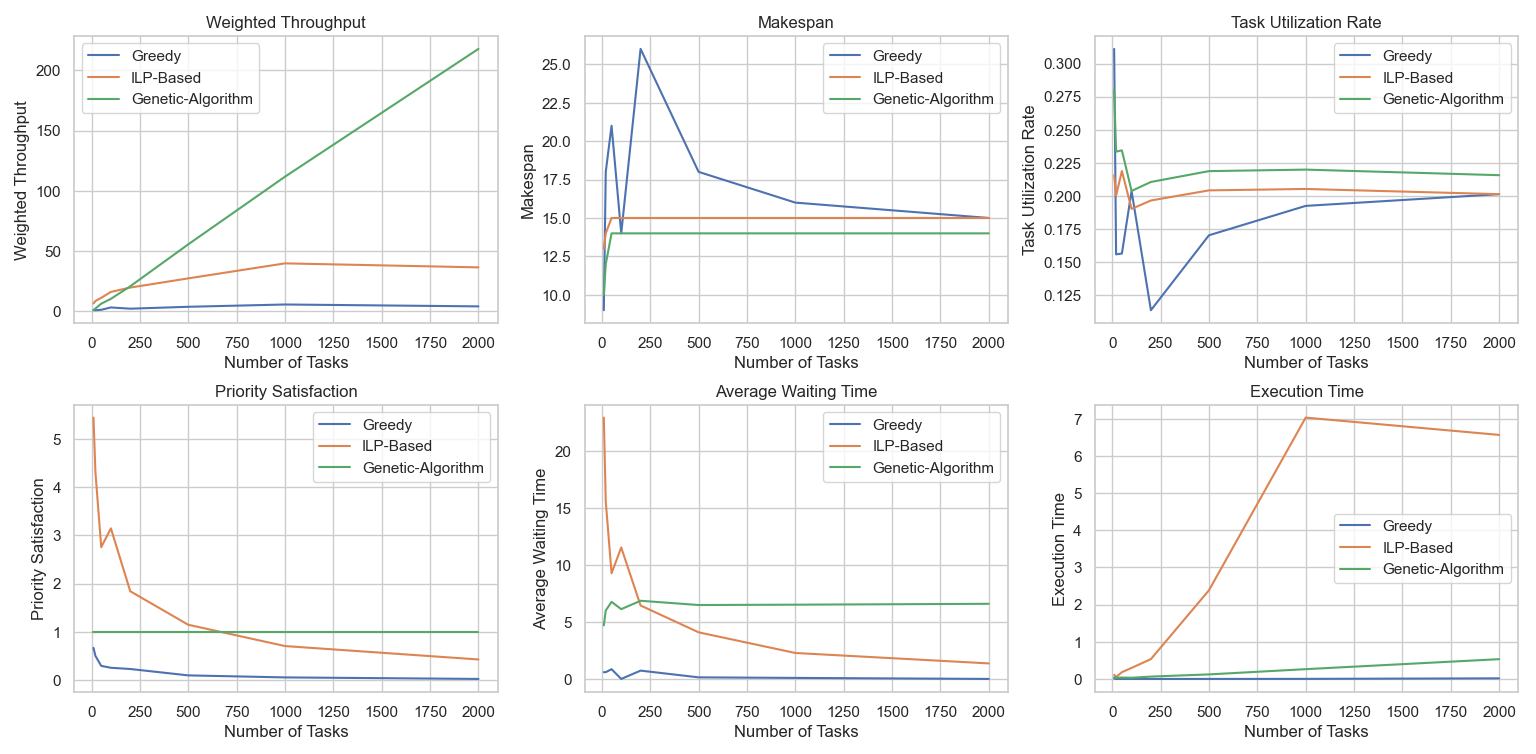 Weighted Throughput
Weighted Throughput
200
150
100
50
0
Greedy
ILP-Based
Genetic-Algorithm
0 250 500 750 1000 1250 1500 1750 2000
Number of Tasks
Makespan
Makespan
25.0
22.5
20.0
17.5
15.0
12.5
10.0
Greedy
ILP-Based
Genetic-Algorithm
0 250 500 750 1000 1250 1500 1750 2000
Number of Tasks
Task Utilization Rate
Task Utilization Rate
0.300
0.275
0.250
0.225
0.200
0.175
0.150
0.125
Greedy
ILP-Based
Genetic-Algorithm
0 250 500 750 1000 1250 1500 1750 2000
Number of Tasks
Priority Satisfaction
Priority Satisfaction
5
4
3
2
1
0
Greedy
ILP-Based
Genetic-Algorithm
0 250 500 750 1000 1250 1500 1750 2000
Number of Tasks
Average Waiting Time
Average Waiting Time
20
15
10
5
0
Greedy
ILP-Based
Genetic-Algorithm
0 250 500 750 1000 1250 1500 1750 2000
Number of Tasks
Execution Time
Execution Time
7
6
5
4
3
2
1
0
Greedy
ILP-Based
Genetic-Algorithm
0 250 500 750 1000 1250 1500 1750 2000
Number of Tasks